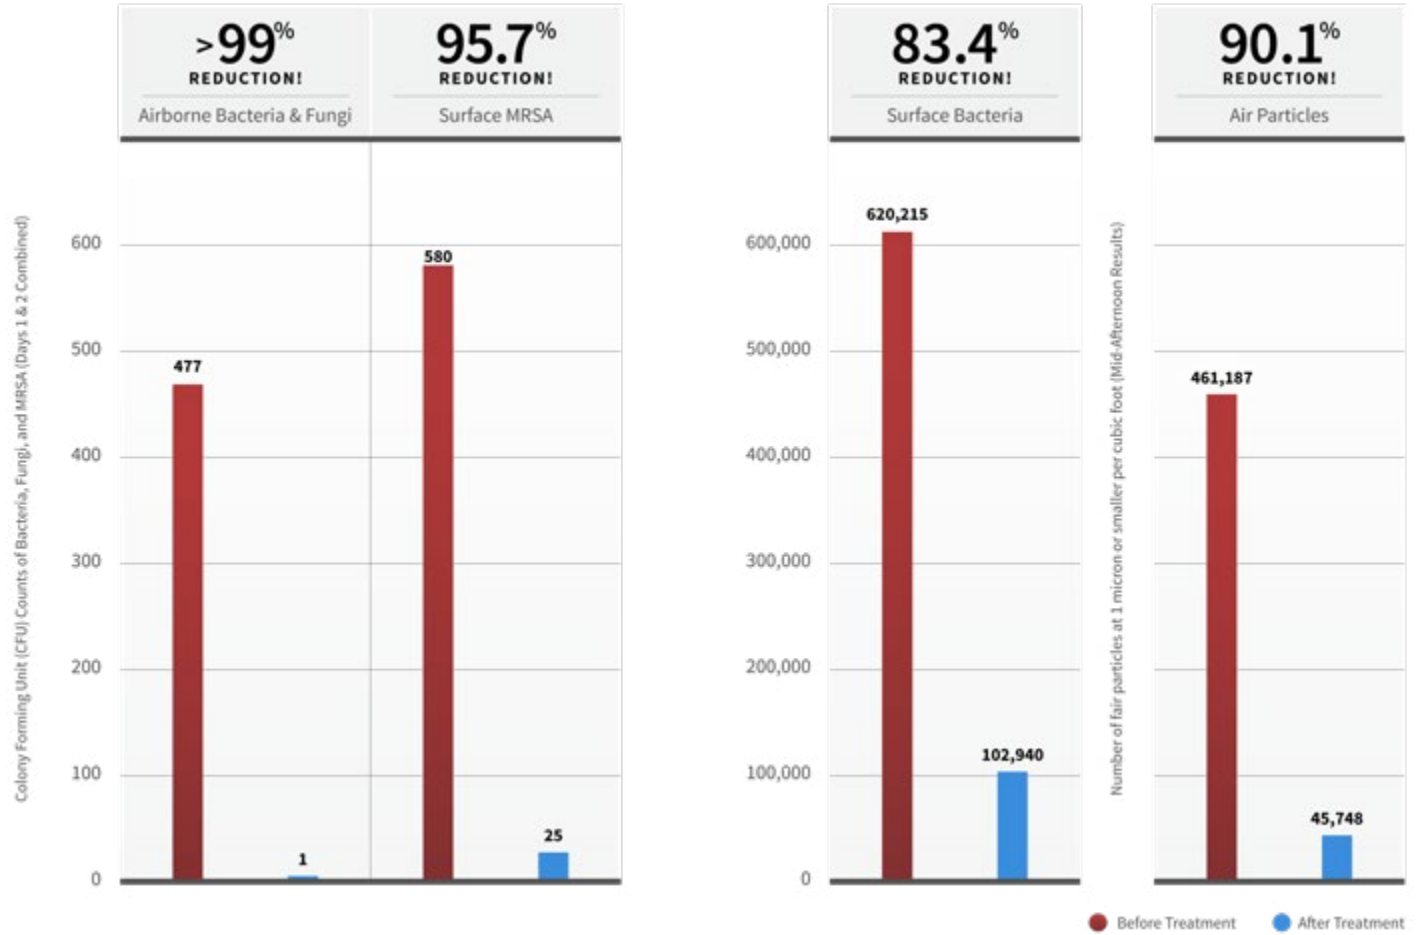 >99%
REDUCTION!
Airborne Bacteria & Fungi
95.7%
REDUCTION!
Surface MRSA
83.4%
REDUCTION!
Surface Bacteria
90.1%
REDUCTION!
Air Particles
Colony Forming Unit (CFU) Counts of Bacteria, Fungi, and MRSA (Days 1 & 2 Combined)
600
500
400
300
200
100
0
477
1
580
25
600,000
500,000
400,000
300,000
200,000
100,000
0
620,215
102,940
Number of fair particles at 1 micron or smaller per cubic foot (Mid-Afternoon Results)
461,187
45,748
Before Treatment
After Treatment